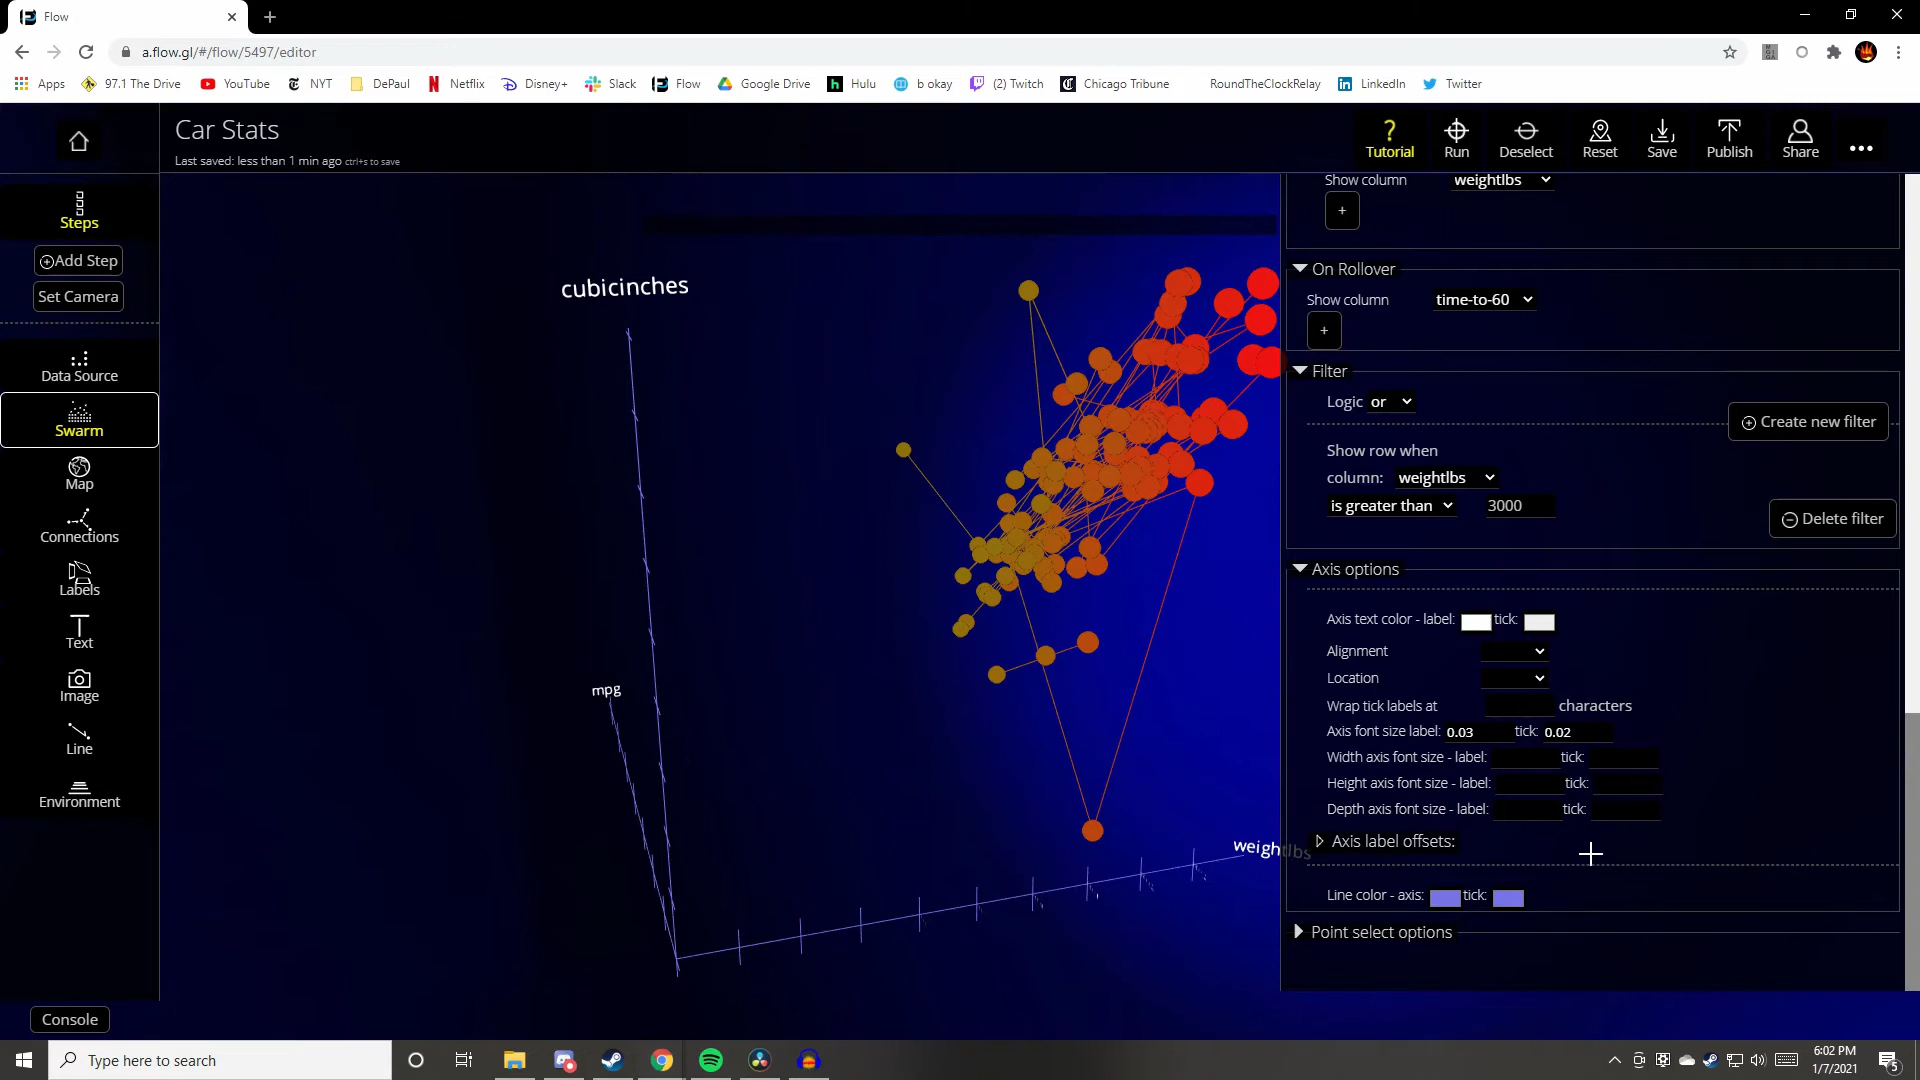 Flow
a.flow.gl/#/flow/5497/editor
Apps 97.1 The Drive YouTube NYT DePaul Netflix Disney+ Slack Flow Google Drive Hulu b okay (2) Twitch Chicago Tribune RoundTheClockRelay LinkedIn Twitter
Car Stats
Last saved: less than 1 min ago ctrl+s to save
Tutorial Run Deselect Reset Save Publish Share
Steps
Add Step
Set Camera
Data Source
Swarm
Map
Connections
Labels
Text
Image
Line
Environment
Console
cubicinches
mpg
weightlbs
Show column weightlbs
+
On Rollover
Show column time-to-60
+
Filter
Logic or
Create new filter
Show row when
column: weightlbs
is greater than 3000
Delete filter
Axis options
Axis text color - label: tick:
Alignment
Location
Wrap tick labels at characters
Axis font size label: 0.03 tick: 0.02
Width axis font size - label: tick:
Height axis font size - label: tick:
Depth axis font size - label: tick:
Axis label offsets:
Line color - axis: tick:
Point select options
Type here to search
6:02 PM
1/7/2021
5